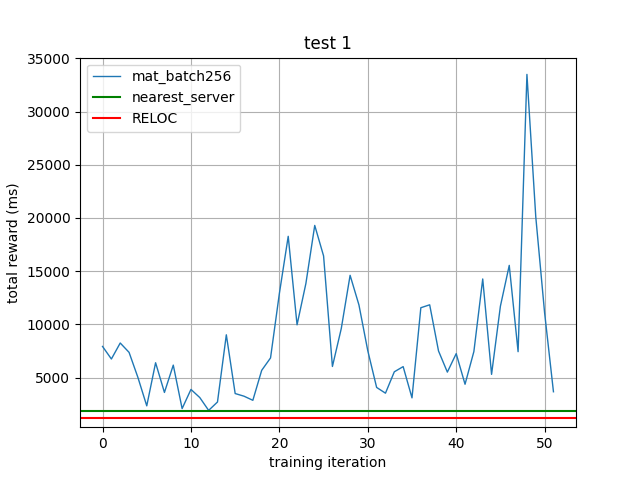 test 1
mat_batch256
nearest_server
RELOC
total reward (ms)
35000
30000
25000
20000
15000
10000
5000
0 10 20 30 40 50
training iteration